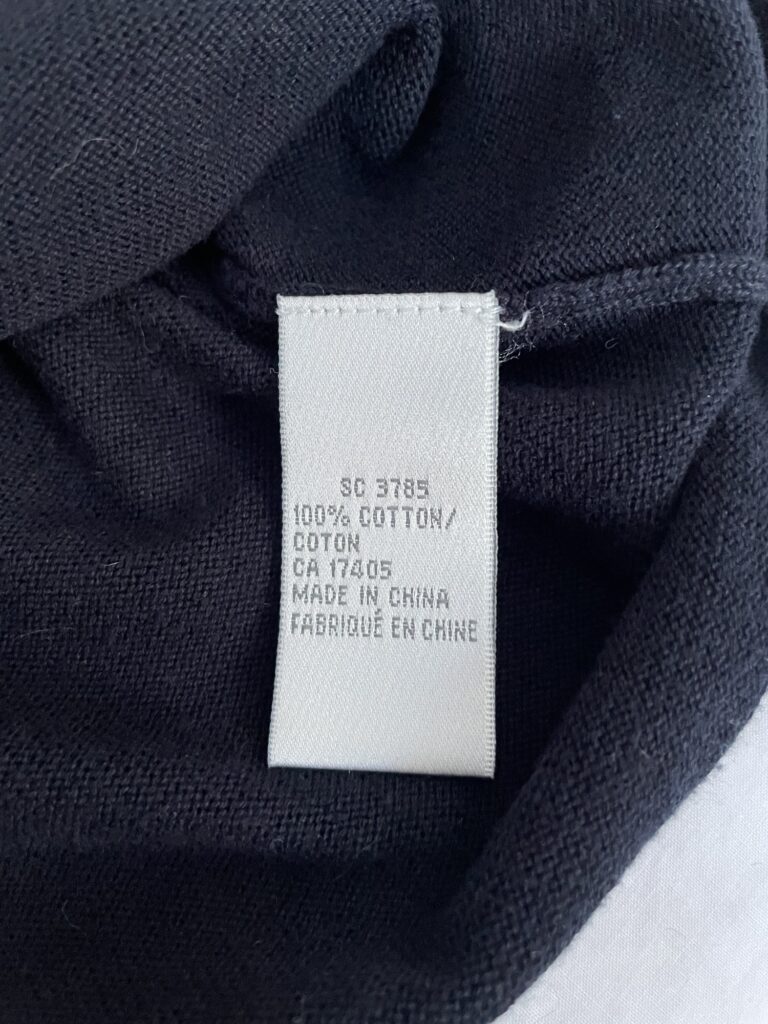 SC 3785
100% COTTON/
COTON
CA 17405
MADE IN CHINA
FABRIQUÉ EN CHINE